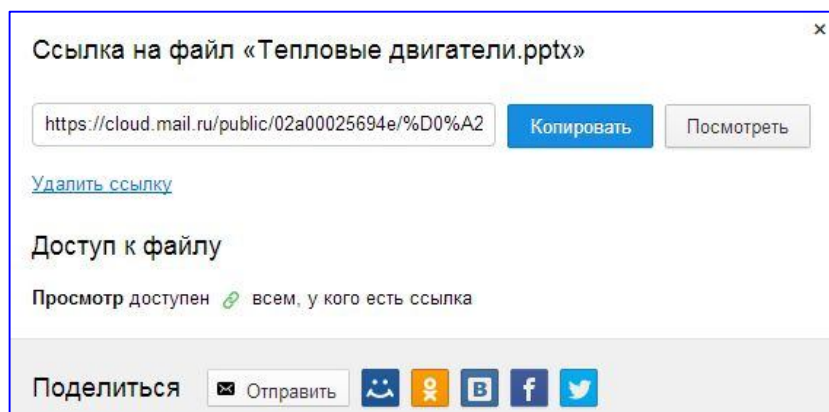 Ссылка на файл «Тепловые двигатели.pptx»
https://cloud.mail.ru/public/02a00025694e/%D0%A2
Копировать
Посмотреть
Удалить ссылку
Доступ к файлу
Просмотр доступен всем, у кого есть ссылка
Поделиться
Отправить